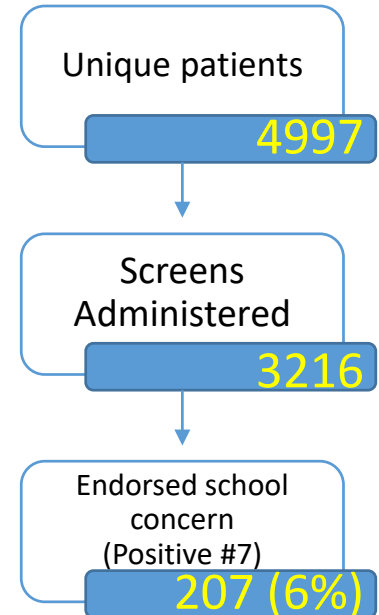 Unique patients
4997
Screens
Administered
3216
Endorsed school
concern
(Positive #7)
207 (6%)